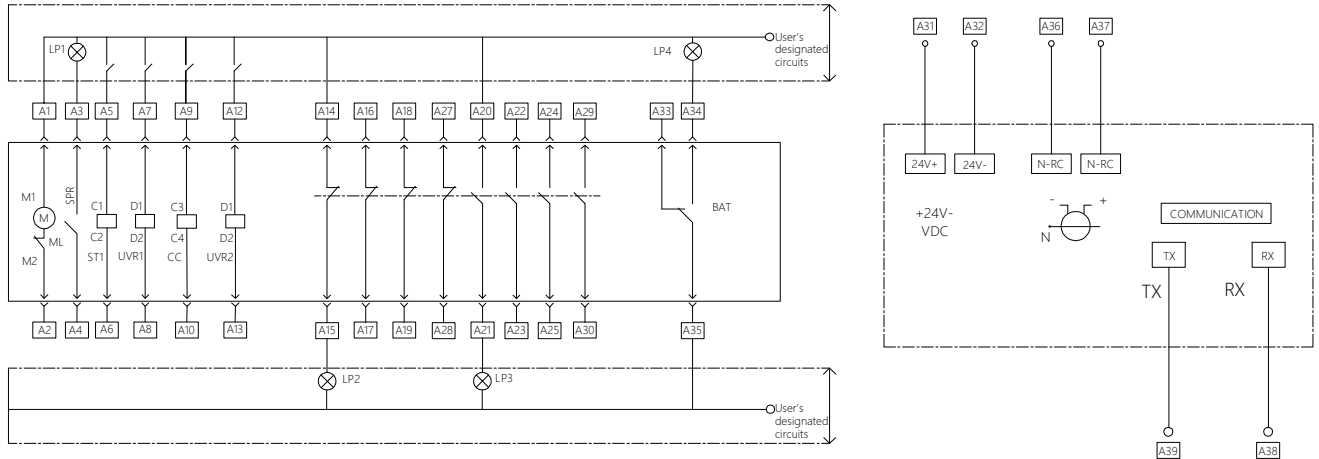 LP1
LP4
User's
designated
circuits
A1 A3 A5 A7 A9 A12 A14 A16 A18 A27 A20 A22 A24 A29 A33 A34
M1
SPR
C1 D1 C3 D1
M
ML
M2
C2 D2 C4 D2
ST1 UVR1 CC UVR2
BAT
A2 A4 A6 A8 A10 A13 A15 A17 A19 A28 A21 A23 A25 A30 A35
LP2
LP3
User's
designated
circuits
A31 A32 A36 A37
24V+ 24V- N-RC N-RC
+24V-
VDC
- +
N
COMMUNICATION
TX RX
TX RX
A39 A38